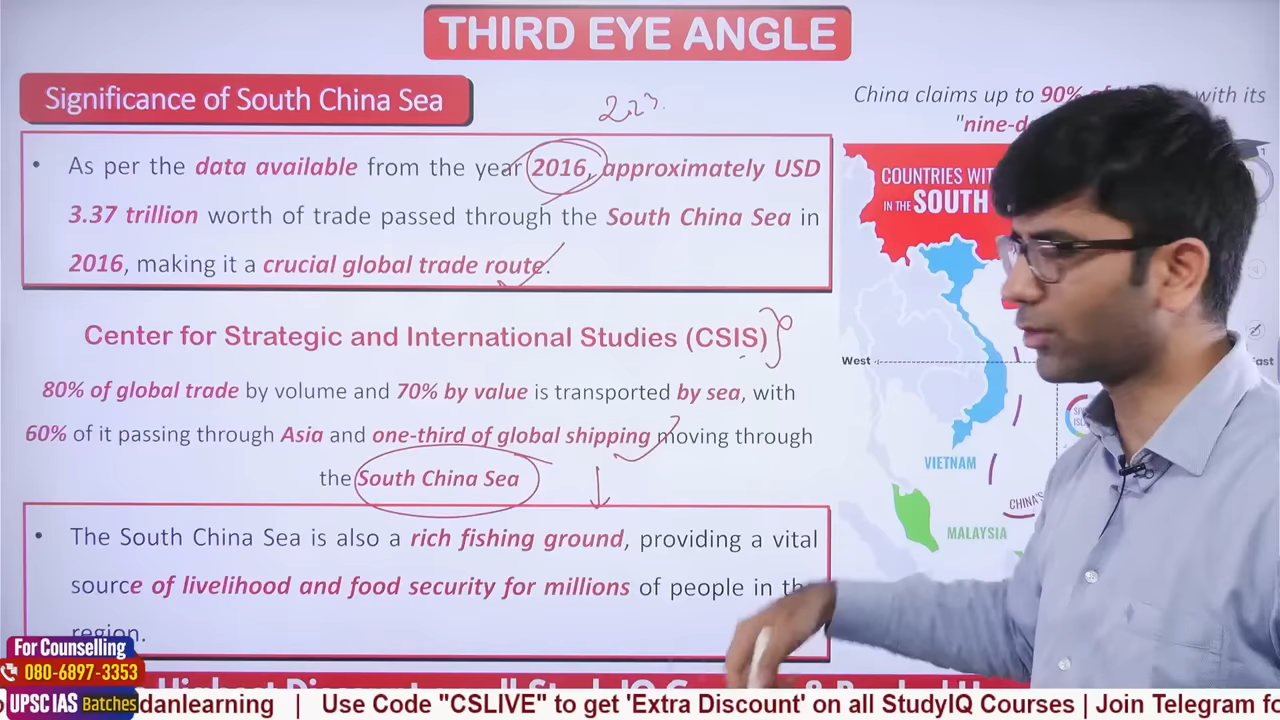 THIRD EYE ANGLE
Significance of South China Sea
• As per the data available from the year 2016, approximately USD
3.37 trillion worth of trade passed through the South China Sea in
2016, making it a crucial global trade route.
Center for Strategic and International Studies (CSIS)
80% of global trade by volume and 70% by value is transported by sea, with
60% of it passing through Asia and one-third of global shipping moving through
the South China Sea
• The South China Sea is also a rich fishing ground, providing a vital
source of livelihood and food security for millions of people in the
region.
China claims up to 90% with its
"nine-d
COUNTRIES WIT
IN THE SOUTH
West
ast
VIETNAM
CHINA'S
MALAYSIA
For Counselling
080-6897-3353
UPSC IAS Batches
danlearning | Use Code "CSLIVE" to get 'Extra Discount' on all StudyIQ Courses | Join Telegram fo